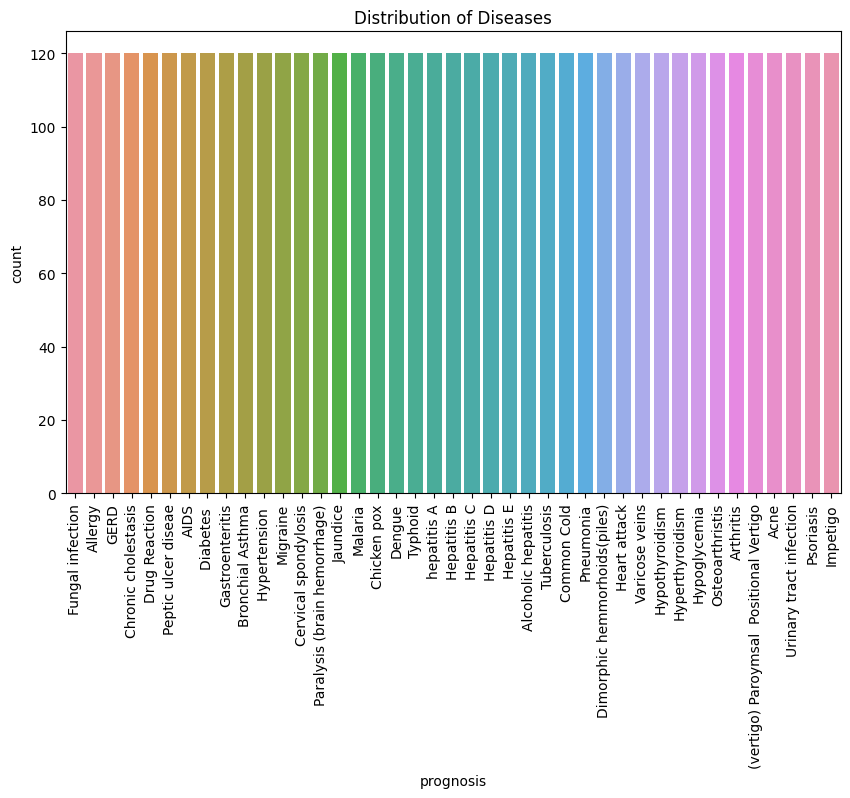 Distribution of Diseases
count
120
100
80
60
40
20
0
Fungal infection
Allergy
GERD
Chronic cholestasis
Drug Reaction
Peptic ulcer diseae
AIDS
Diabetes
Gastroenteritis
Bronchial Asthma
Hypertension
Migraine
Cervical spondylosis
Paralysis (brain hemorrhage)
Jaundice
Malaria
Chicken pox
Dengue
Typhoid
hepatitis A
Hepatitis B
Hepatitis C
Hepatitis D
Hepatitis E
Alcoholic hepatitis
Tuberculosis
Common Cold
Pneumonia
Dimorphic hemmorhoids(piles)
Heart attack
Varicose veins
Hypothyroidism
Hyperthyroidism
Hypoglycemia
Osteoarthristis
Arthritis
(vertigo) Paroymsal  Positional Vertigo
Acne
Urinary tract infection
Psoriasis
Impetigo
prognosis